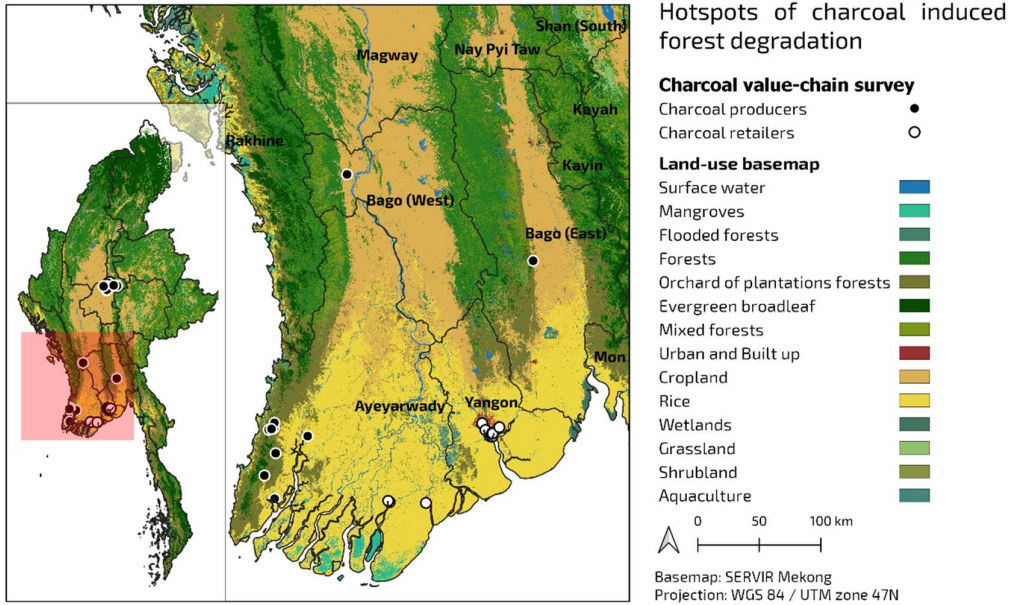 Shan (South)
Magway
Nay Pyi Taw
Kayah
Rakhine
Kayin
Bago (West)
Bago (East)
Mon
Ayeyarwady
Yangon
Hotspots of charcoal induced
forest degradation
Charcoal value-chain survey
Charcoal producers
Charcoal retailers
Land-use basemap
Surface water
Mangroves
Flooded forests
Forests
Orchard of plantations forests
Evergreen broadleaf
Mixed forests
Urban and Built up
Cropland
Rice
Wetlands
Grassland
Shrubland
Aquaculture
0 50 100 km
Basemap: SERVIR Mekong
Projection: WGS 84 / UTM zone 47N